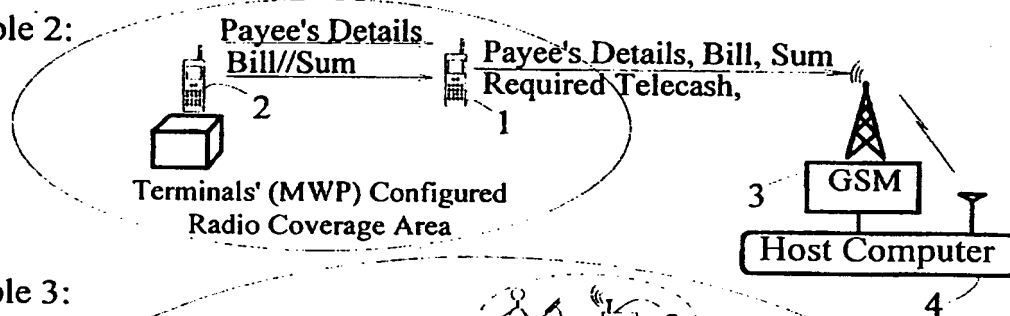 ple 2:
Payee's Details
Bill//Sum
2
1
Payee's Details, Bill, Sum
Required Telecash,
Terminals' (MWP) Configured
Radio Coverage Area
3
GSM
Host Computer
4
ple 3: